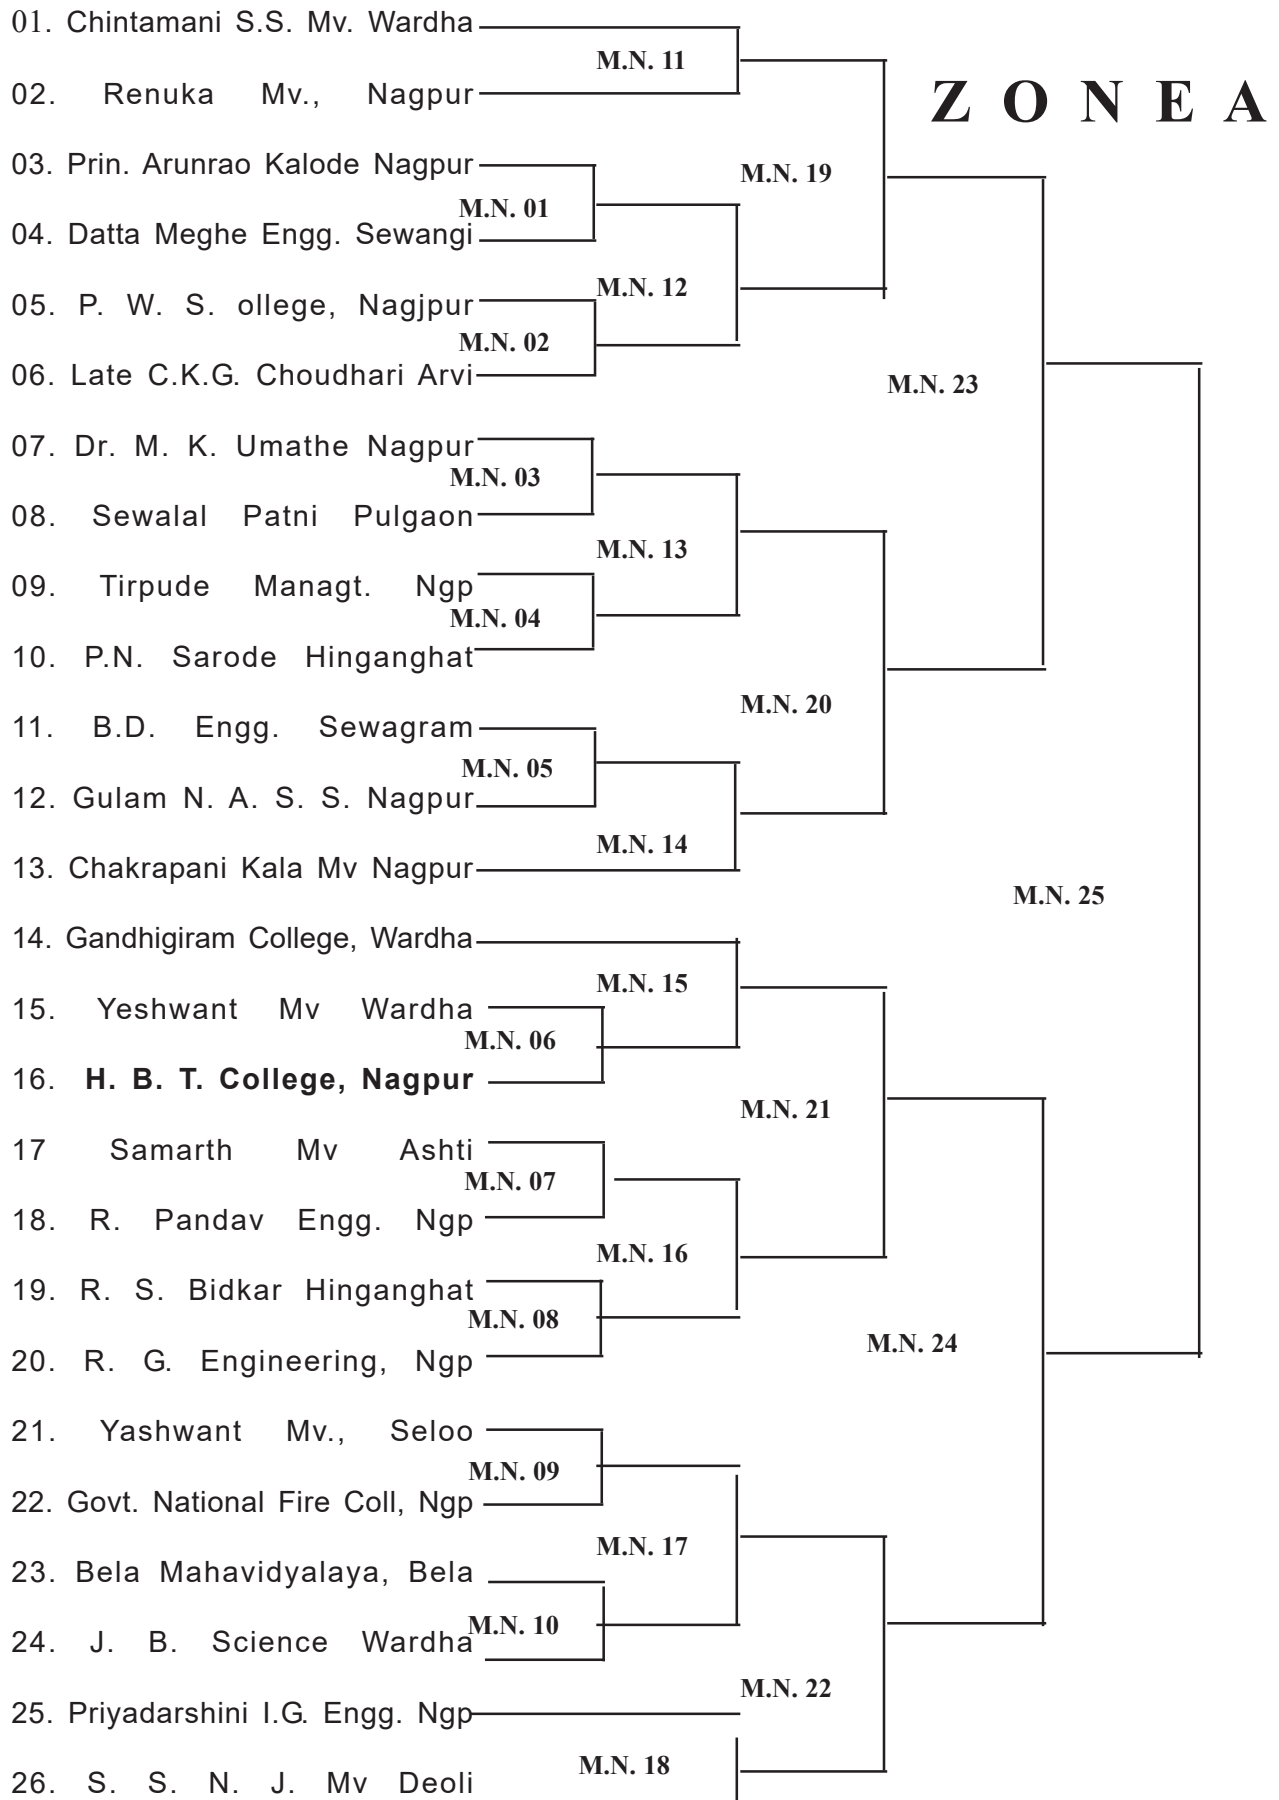 01. Chintamani S.S. Mv. Wardha
M.N. 11
02. Renuka Mv., Nagpur
Z O N E A
03. Prin. Arunrao Kalode Nagpur
M.N. 19
M.N. 01
04. Datta Meghe Engg. Sewangi
M.N. 12
05. P. W. S. ollege, Nagjpur
M.N. 02
06. Late C.K.G. Choudhari Arvi
M.N. 23
07. Dr. M. K. Umathe Nagpur
M.N. 03
08. Sewalal Patni Pulgaon
M.N. 13
09. Tirpude Managt. Ngp
M.N. 04
10. P.N. Sarode Hinganghat
M.N. 20
11. B.D. Engg. Sewagram
M.N. 05
12. Gulam N. A. S. S. Nagpur
M.N. 14
13. Chakrapani Kala Mv Nagpur
M.N. 25
14. Gandhigiram College, Wardha
M.N. 15
15. Yeshwant Mv Wardha
M.N. 06
16. H. B. T. College, Nagpur
M.N. 21
17 Samarth Mv Ashti
M.N. 07
18. R. Pandav Engg. Ngp
M.N. 16
19. R. S. Bidkar Hinganghat
M.N. 08
M.N. 24
20. R. G. Engineering, Ngp
21. Yashwant Mv., Seloo
M.N. 09
22. Govt. National Fire Coll, Ngp
M.N. 17
23. Bela Mahavidyalaya, Bela
M.N. 10
24. J. B. Science Wardha
M.N. 22
25. Priyadarshini I.G. Engg. Ngp
M.N. 18
26. S. S. N. J. Mv Deoli